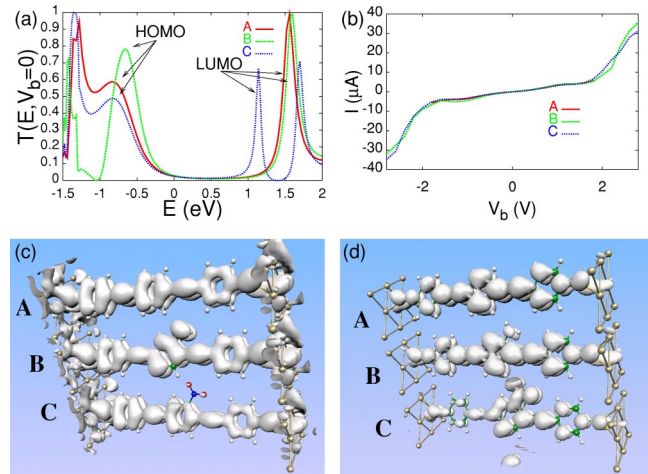 (a)
HOMO
A
B
C
LUMO
T(E,V_b=0)
1
0.9
0.8
0.7
0.6
0.5
0.4
0.3
0.2
0.1
0
-1.5
-1
-0.5
0
0.5
1
1.5
2
E (eV)
(b)
I (μA)
40
30
20
10
0
-10
-20
-30
-40
A
B
C
-2
0
2
V_b (V)
(c)
A
B
C
(d)
A
B
C